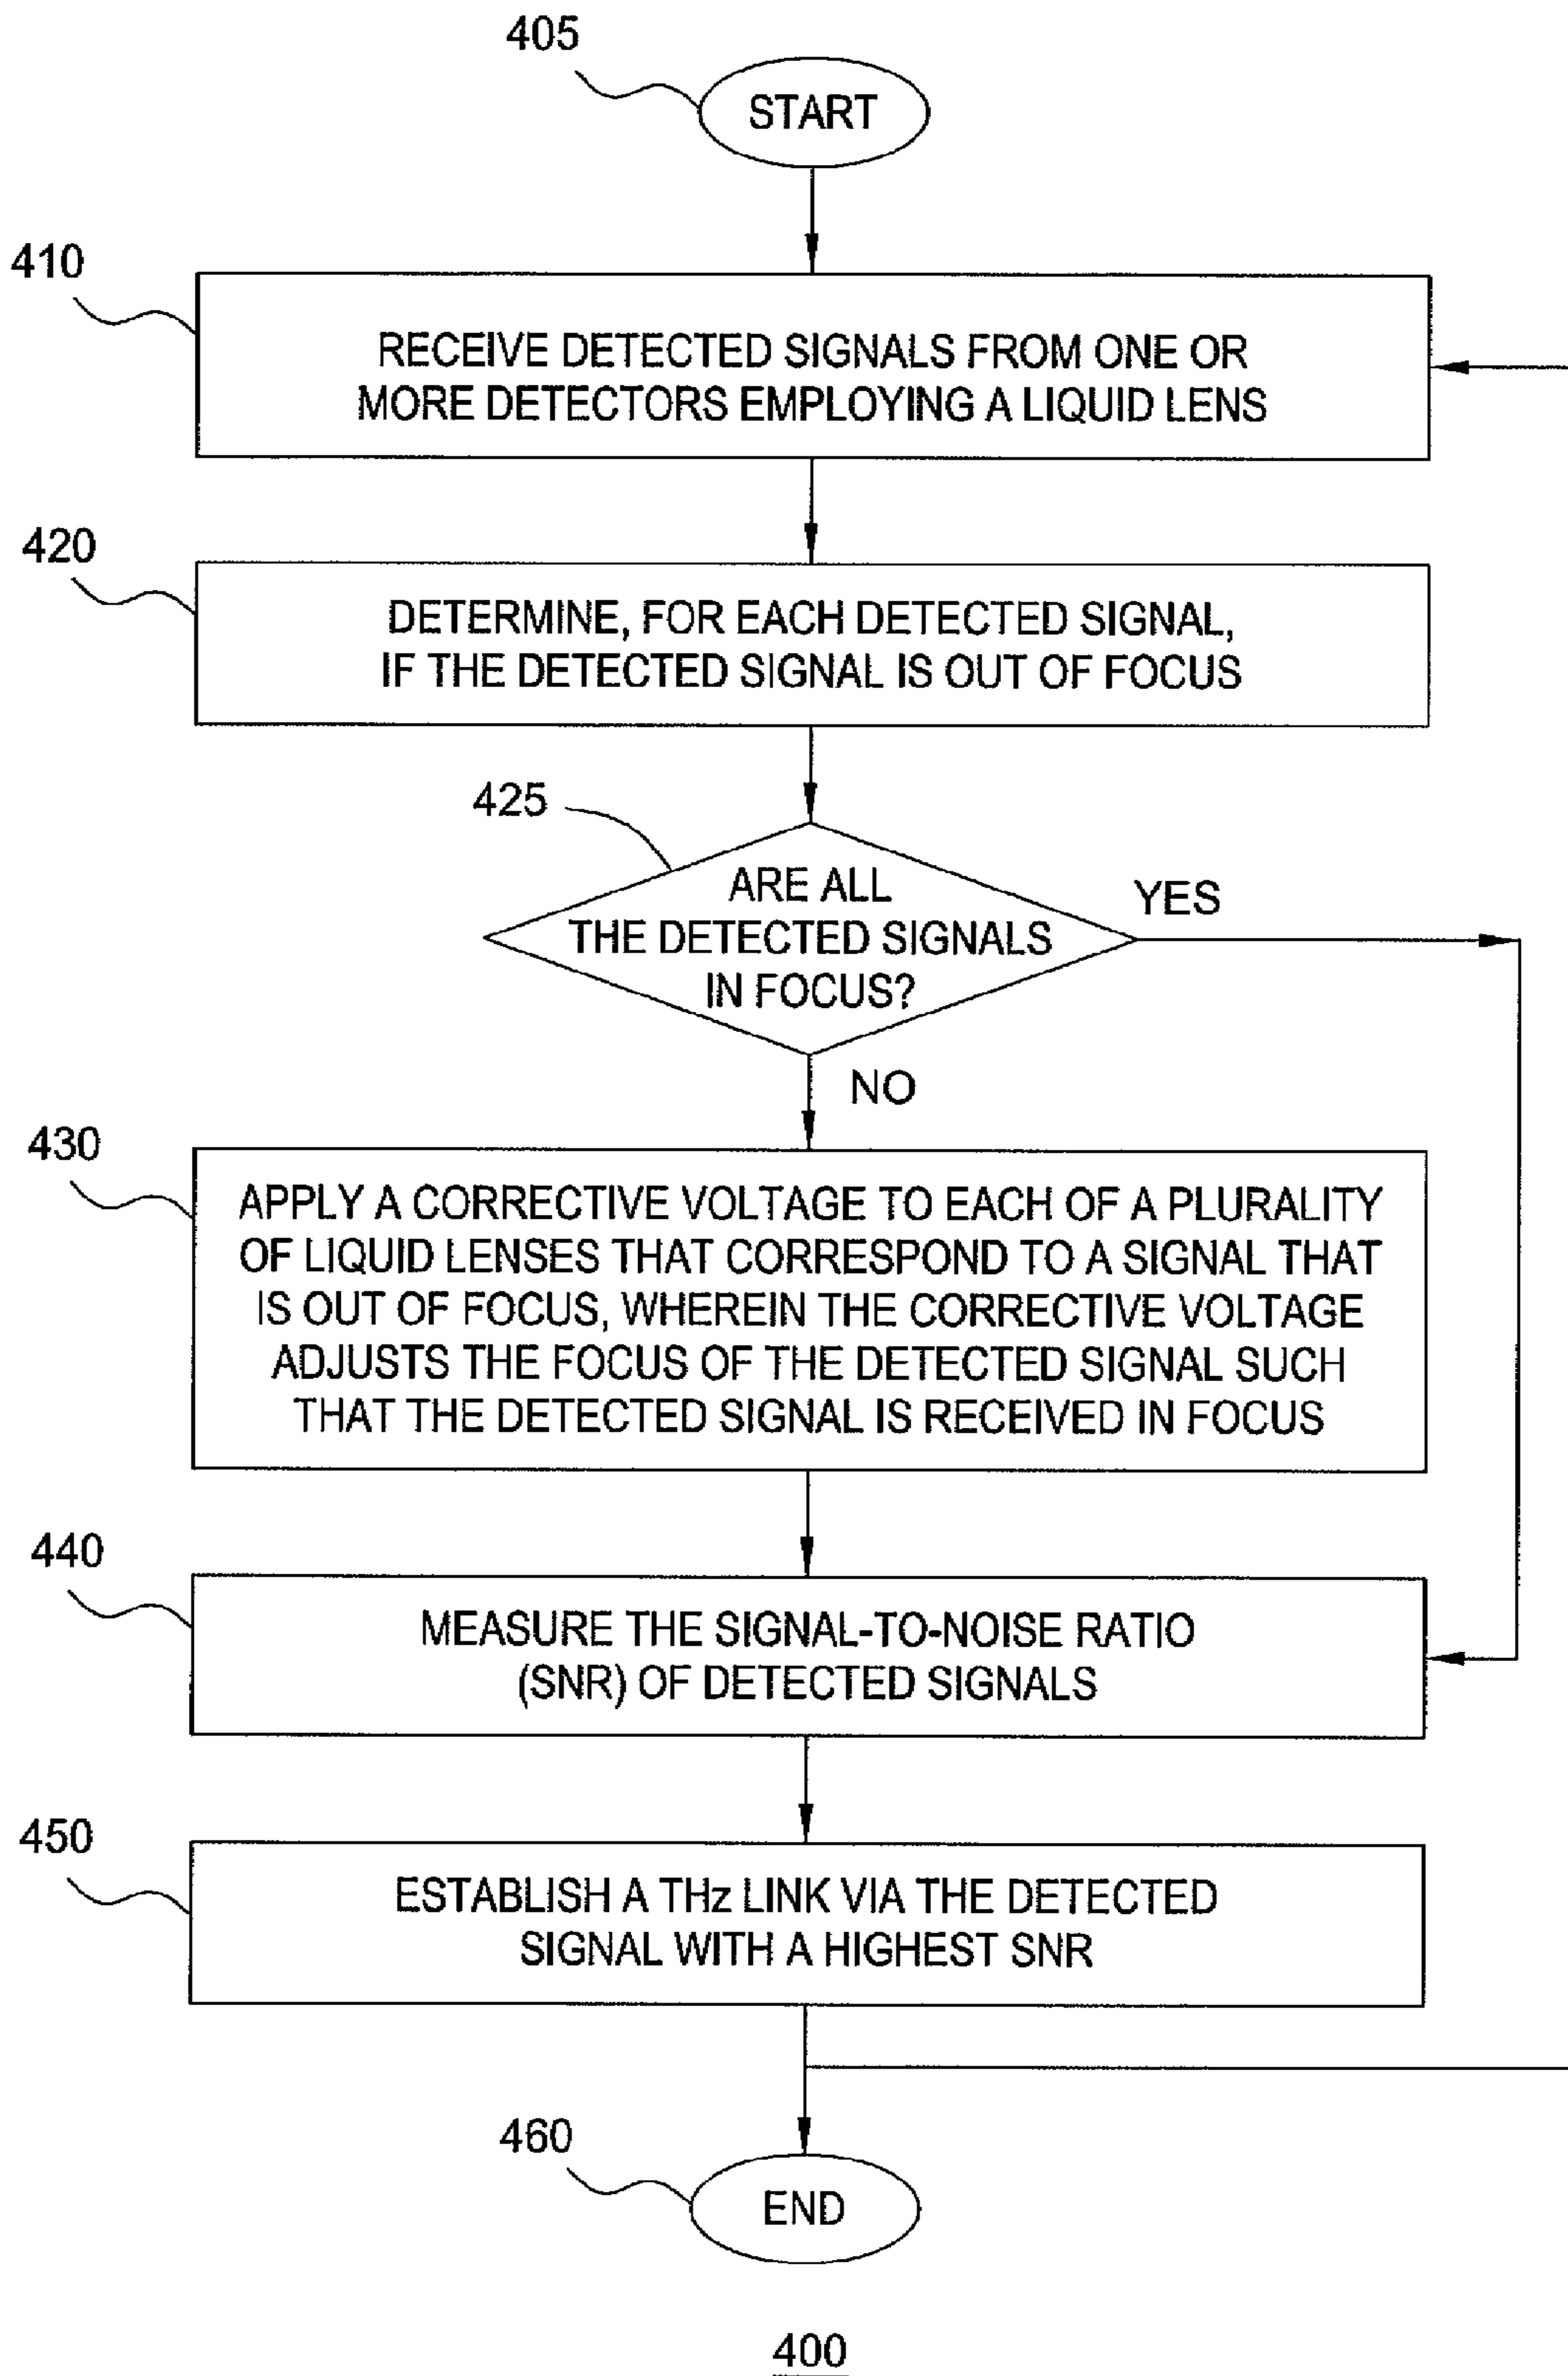 405
START
410
RECEIVE DETECTED SIGNALS FROM ONE OR
MORE DETECTORS EMPLOYING A LIQUID LENS
420
DETERMINE, FOR EACH DETECTED SIGNAL,
IF THE DETECTED SIGNAL IS OUT OF FOCUS
425
ARE ALL
THE DETECTED SIGNALS
IN FOCUS?
YES
NO
430
APPLY A CORRECTIVE VOLTAGE TO EACH OF A PLURALITY
OF LIQUID LENSES THAT CORRESPOND TO A SIGNAL THAT
IS OUT OF FOCUS, WHEREIN THE CORRECTIVE VOLTAGE
ADJUSTS THE FOCUS OF THE DETECTED SIGNAL SUCH
THAT THE DETECTED SIGNAL IS RECEIVED IN FOCUS
440
MEASURE THE SIGNAL-TO-NOISE RATIO
(SNR) OF DETECTED SIGNALS
450
ESTABLISH A THz LINK VIA THE DETECTED
SIGNAL WITH A HIGHEST SNR
460
END
400